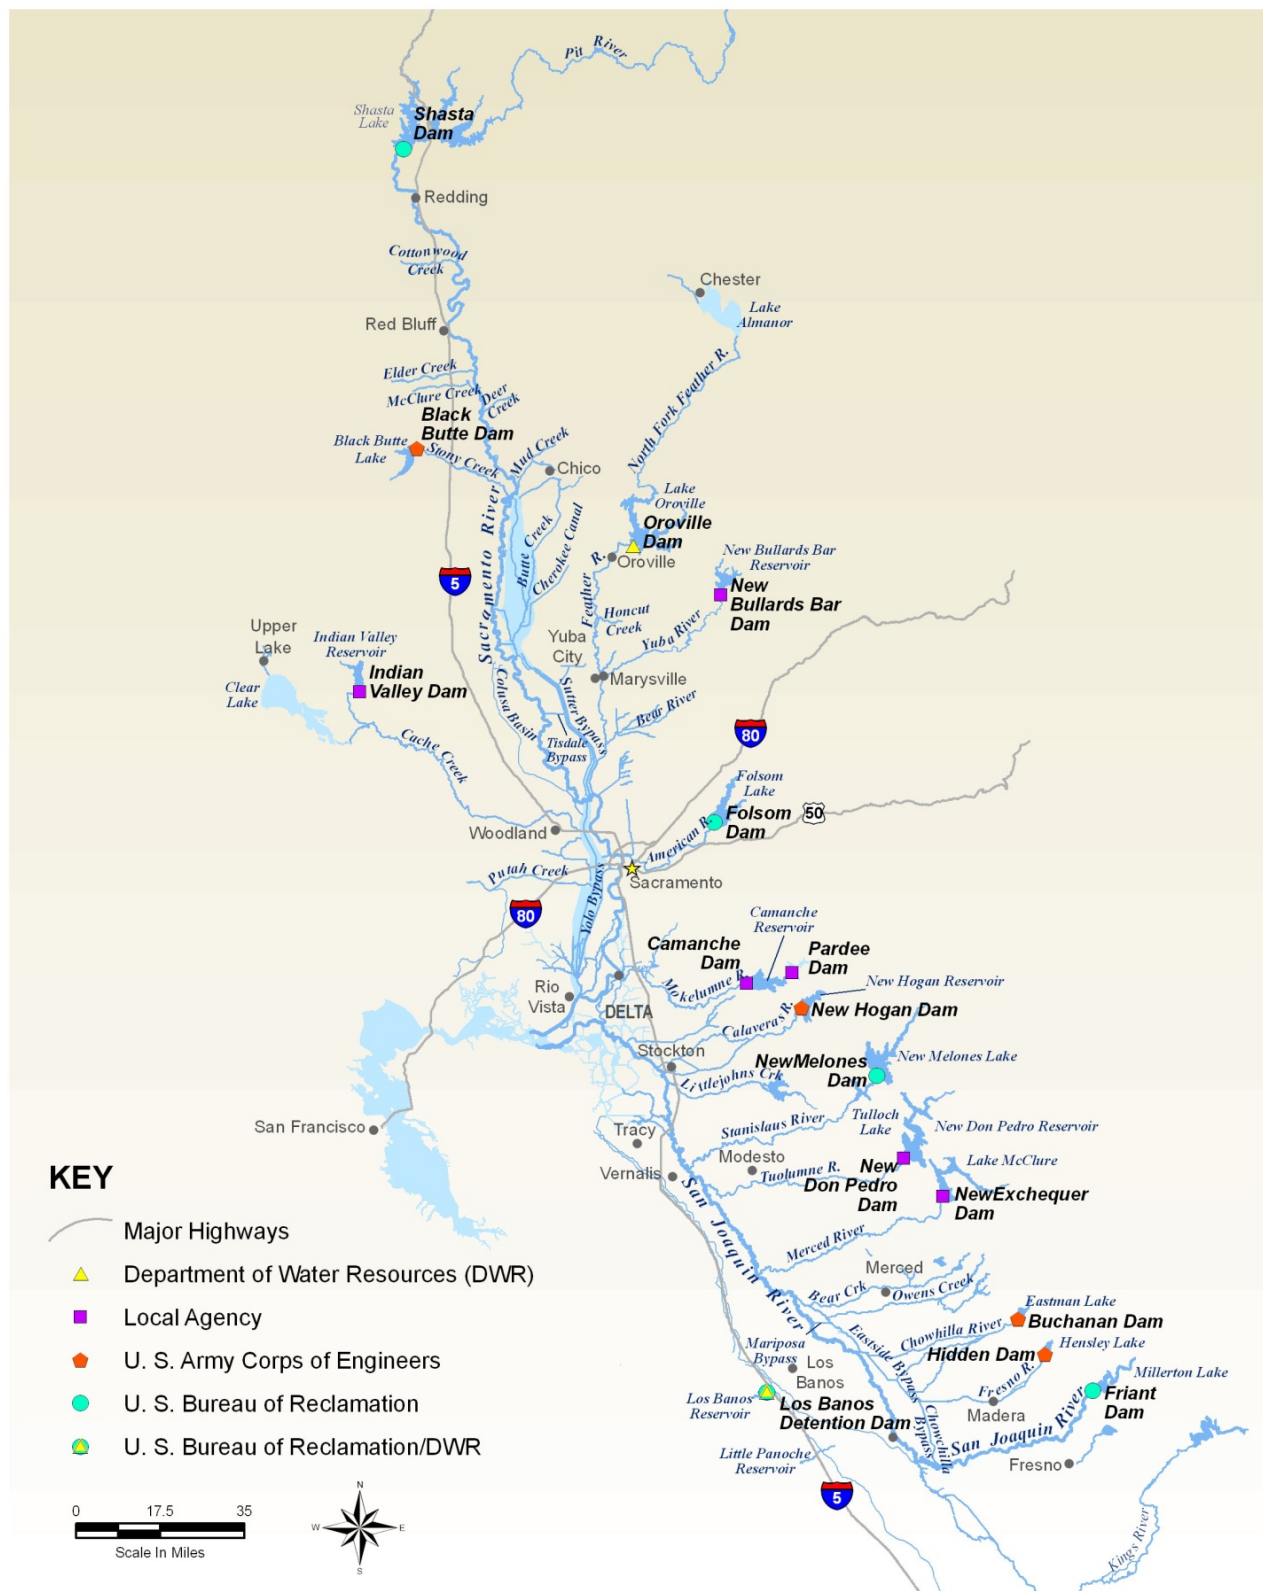 Pit River
Shasta
Lake
Shasta
Dam
Redding
Cottonwood
Creek
Chester
Lake
Almanor
Red Bluff
Elder Creek
McClure Creek
Deer
Creek
North Fork Feather R.
Black
Butte Dam
Black Butte
Lake
Stony Creek
Mud Creek
Chico
Lake
Oroville
Oroville
Dam
Oroville
Sacramento River
Butte Creek
Cherokee Canal
Feather R.
New Bullards Bar
Reservoir
New
Bullards Bar
Dam
5
Honcut
Creek
Yuba River
Upper
Lake
Indian Valley
Reservoir
Indian
Valley Dam
Clear
Lake
Yuba
City
Marysville
Colusa Basin
Sutter Bypass
Bear River
Tisdale
Bypass
Cache Creek
80
Folsom
Lake
Folsom
Dam
50
Woodland
American R.
Putah Creek
Sacramento
Yolo Bypass
80
Camanche
Reservoir
Camanche
Dam
Pardee
Dam
Mokelumne R.
Rio
Vista
DELTA
New Hogan Reservoir
New Hogan Dam
Calaveras R.
Stockton
NewMelones
Dam
New Melones Lake
Littlejohns Crk
San Francisco
Tracy
Stanislaus River
Tulloch
Lake
New Don Pedro Reservoir
Modesto
Vernalis
Tuolumne R.
New
Don Pedro
Dam
Lake McClure
NewExchequer
Dam
San Joaquin River
Merced River
Merced
Bear Crk
Owens Creek
Eastman Lake
Buchanan Dam
Chowhilla River
Hensley Lake
Hidden Dam
Mariposa
Bypass
Eastside Bypass
Los
Banos
Millerton Lake
Fresno R.
Friant
Dam
Los Banos
Reservoir
Los Banos
Detention Dam
Madera
Chowchilla
Bypass
San Joaquin River
Little Panoche
Reservoir
Fresno
5
Kings River
KEY
Major Highways
Department of Water Resources (DWR)
Local Agency
U. S. Army Corps of Engineers
U. S. Bureau of Reclamation
U. S. Bureau of Reclamation/DWR
0 17.5 35
Scale In Miles
N
W E
S